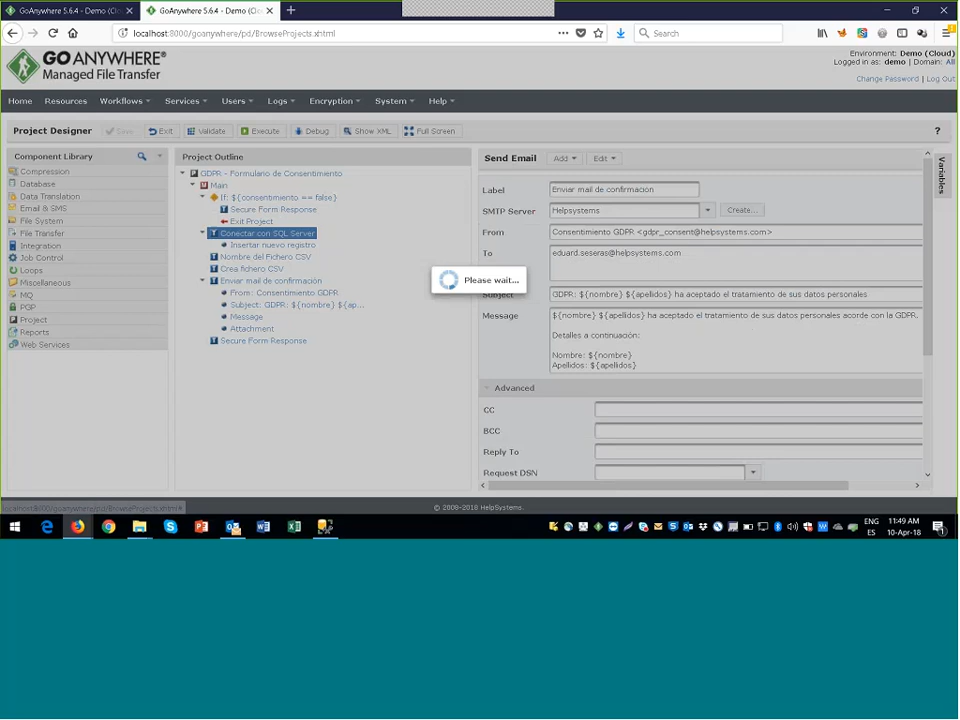 GoAnywhere 5.6.4 - Demo (Clo
GoAnywhere 5.6.4 - Demo (Cloud
localhost:8000/goanywhere/pd/BrowseProjects.xhtml
Search
GOANYWHERE®
Managed File Transfer
Environment: Demo (Cloud)
Logged in as: demo | Domain: All
Change Password | Log Out
Home Resources Workflows Services Users Logs Encryption System Help
Project Designer Save Exit Validate Execute Debug Show XML Full Screen ?
Component Library
Compression
Database
Data Translation
Email & SMS
File System
File Transfer
Integration
Job Control
Loops
Miscellaneous
MQ
PGP
Project
Reports
Web Services
Project Outline
GDPR - Formulario de Consentimiento
Main
If: ${consentimiento == false}
Secure Form Response
Exit Project
Conectar con SQL Server
Insertar nuevo registro
Nombre del Fichero CSV
Crea fichero CSV
Enviar mail de confirmación
From: Consentimiento GDPR
Subject: GDPR: ${nombre} ${ap...
Message
Attachment
Secure Form Response
Please wait...
Send Email Add Edit
Label Enviar mail de confirmacion
SMTP Server Helpsystems Create...
From Consentimiento GDPR <gdpr_consent@helpsystems.com>
To eduard.seseras@helpsystems.com
Subject GDPR: ${nombre} ${apellidos} ha aceptado el tratamiento de sus datos personales
Message ${nombre} ${apellidos} ha aceptado el tratamiento de sus datos personales acorde con la GDPR.
Detalles a continuación:
Nombre: ${nombre}
Apellidos: ${apellidos}
Advanced
CC
BCC
Reply To
Request DSN
Variables
localhost:8000/goanywhere/pd/BrowseProjects.xhtml#
© 2008-2018 HelpSystems.
ENG
ES
11:49 AM
10-Apr-18